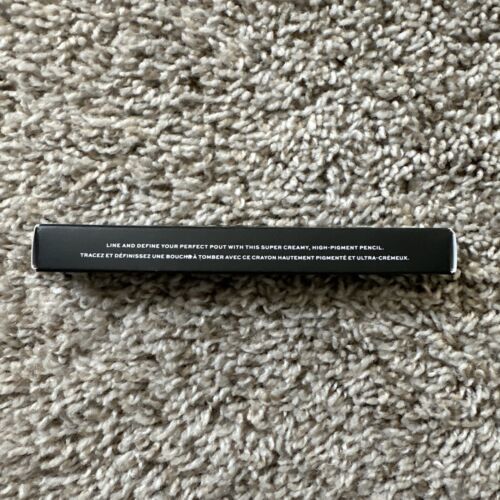 LINE AND DEFINE YOUR PERFECT POUT WITH THIS SUPER CREAMY, HIGH-PIGMENT PENCIL.
TRACEZ ET DÉFINISSEZ UNE BOUCHE À TOMBER AVEC CE CRAYON HAUTEMENT PIGMENTÉ ET ULTRA-CRÉMEUX.